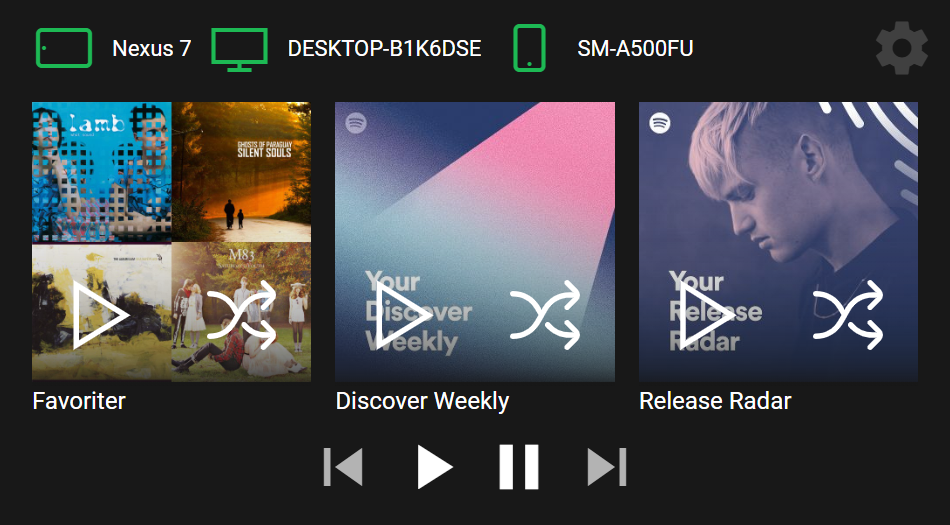 Nexus 7
DESKTOP-B1K6DSE
SM-A500FU
lamb
GHOSTS OF PARAGUAY
SILENT SOULS
M83
Your
Discover
Weekly
Your
Release
Radar
Favoriter
Discover Weekly
Release Radar